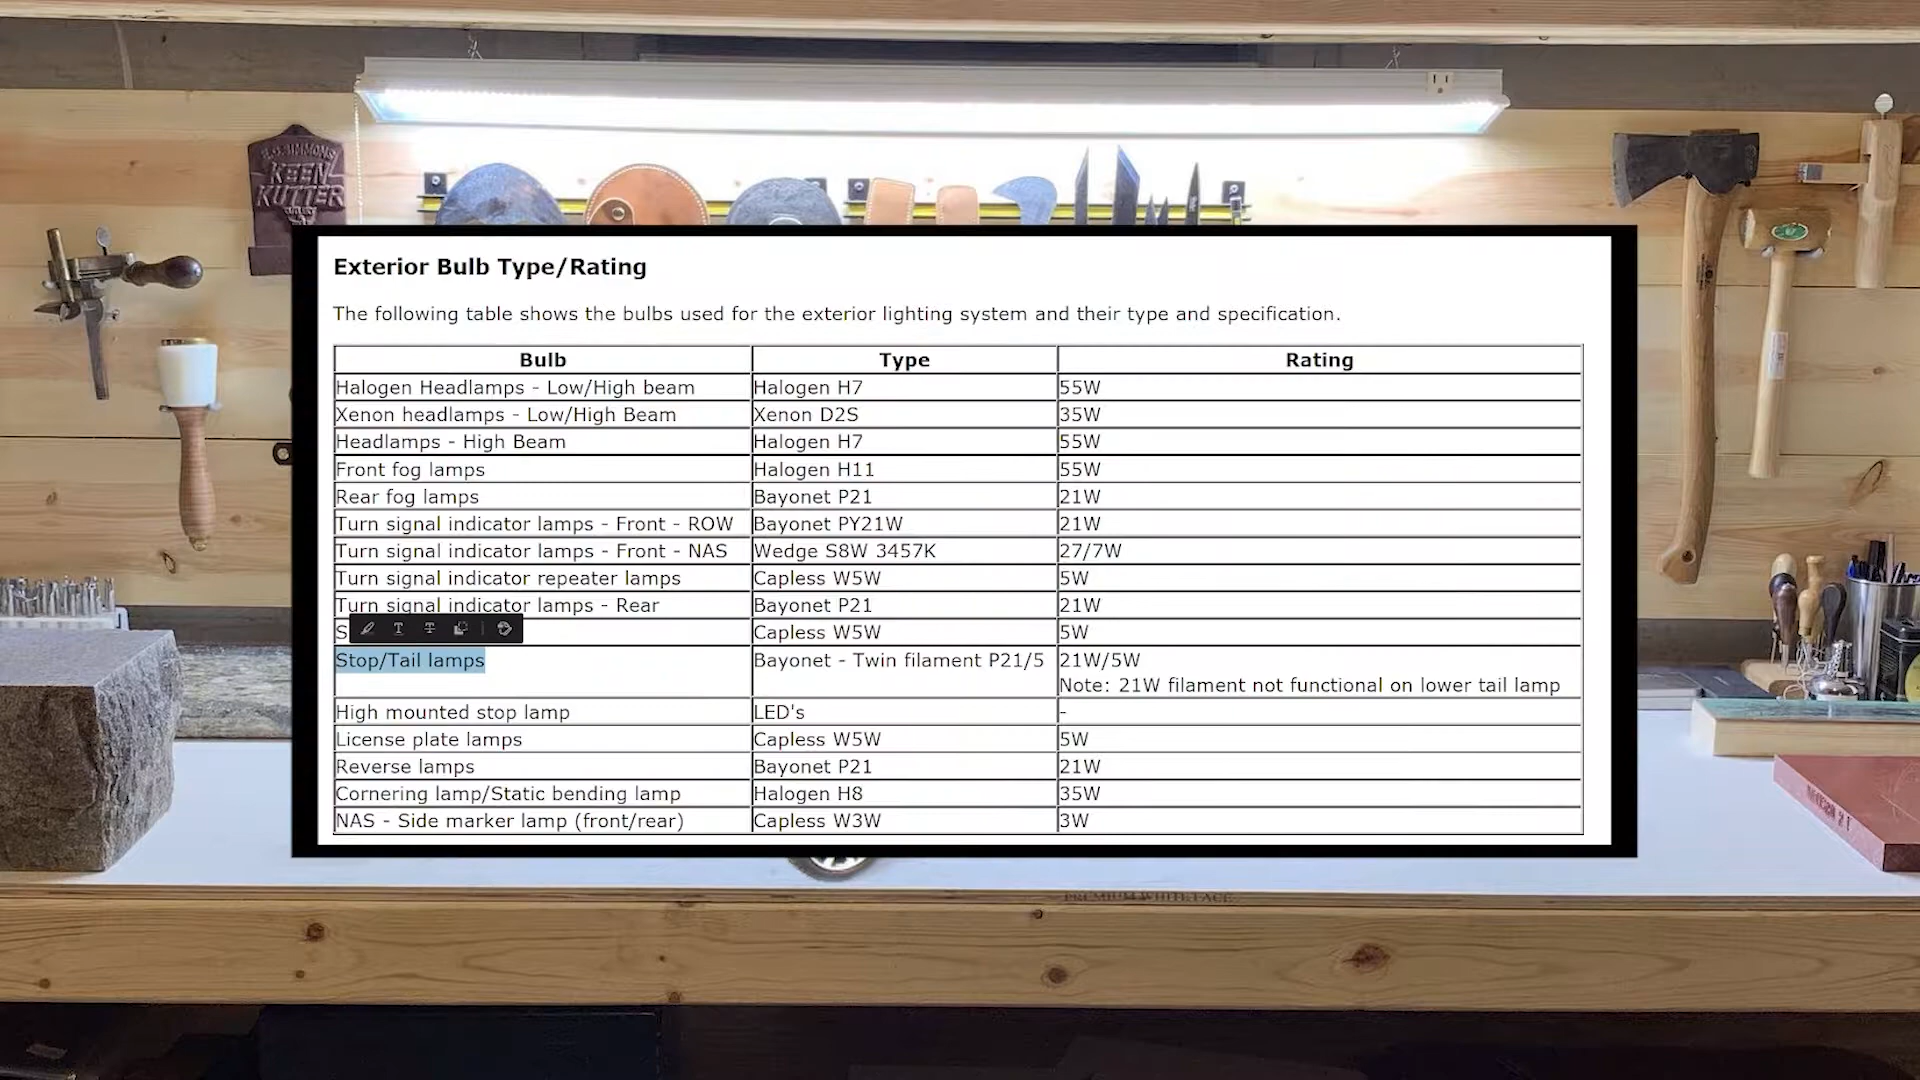 E.C. SIMMONS
KEEN
KUTTER
Exterior Bulb Type/Rating
The following table shows the bulbs used for the exterior lighting system and their type and specification.
Bulb Type Rating
Halogen Headlamps - Low/High beam Halogen H7 55W
Xenon headlamps - Low/High Beam Xenon D2S 35W
Headlamps - High Beam Halogen H7 55W
Front fog lamps Halogen H11 55W
Rear fog lamps Bayonet P21 21W
Turn signal indicator lamps - Front - ROW Bayonet PY21W 21W
Turn signal indicator lamps - Front - NAS Wedge S8W 3457K 27/7W
Turn signal indicator repeater lamps Capless W5W 5W
Turn signal indicator lamps - Rear Bayonet P21 21W
S Capless W5W 5W
Stop/Tail lamps Bayonet - Twin filament P21/5 21W/5W
Note: 21W filament not functional on lower tail lamp
High mounted stop lamp LED's -
License plate lamps Capless W5W 5W
Reverse lamps Bayonet P21 21W
Cornering lamp/Static bending lamp Halogen H8 35W
NAS - Side marker lamp (front/rear) Capless W3W 3W
PREMIUM WHITE FACE